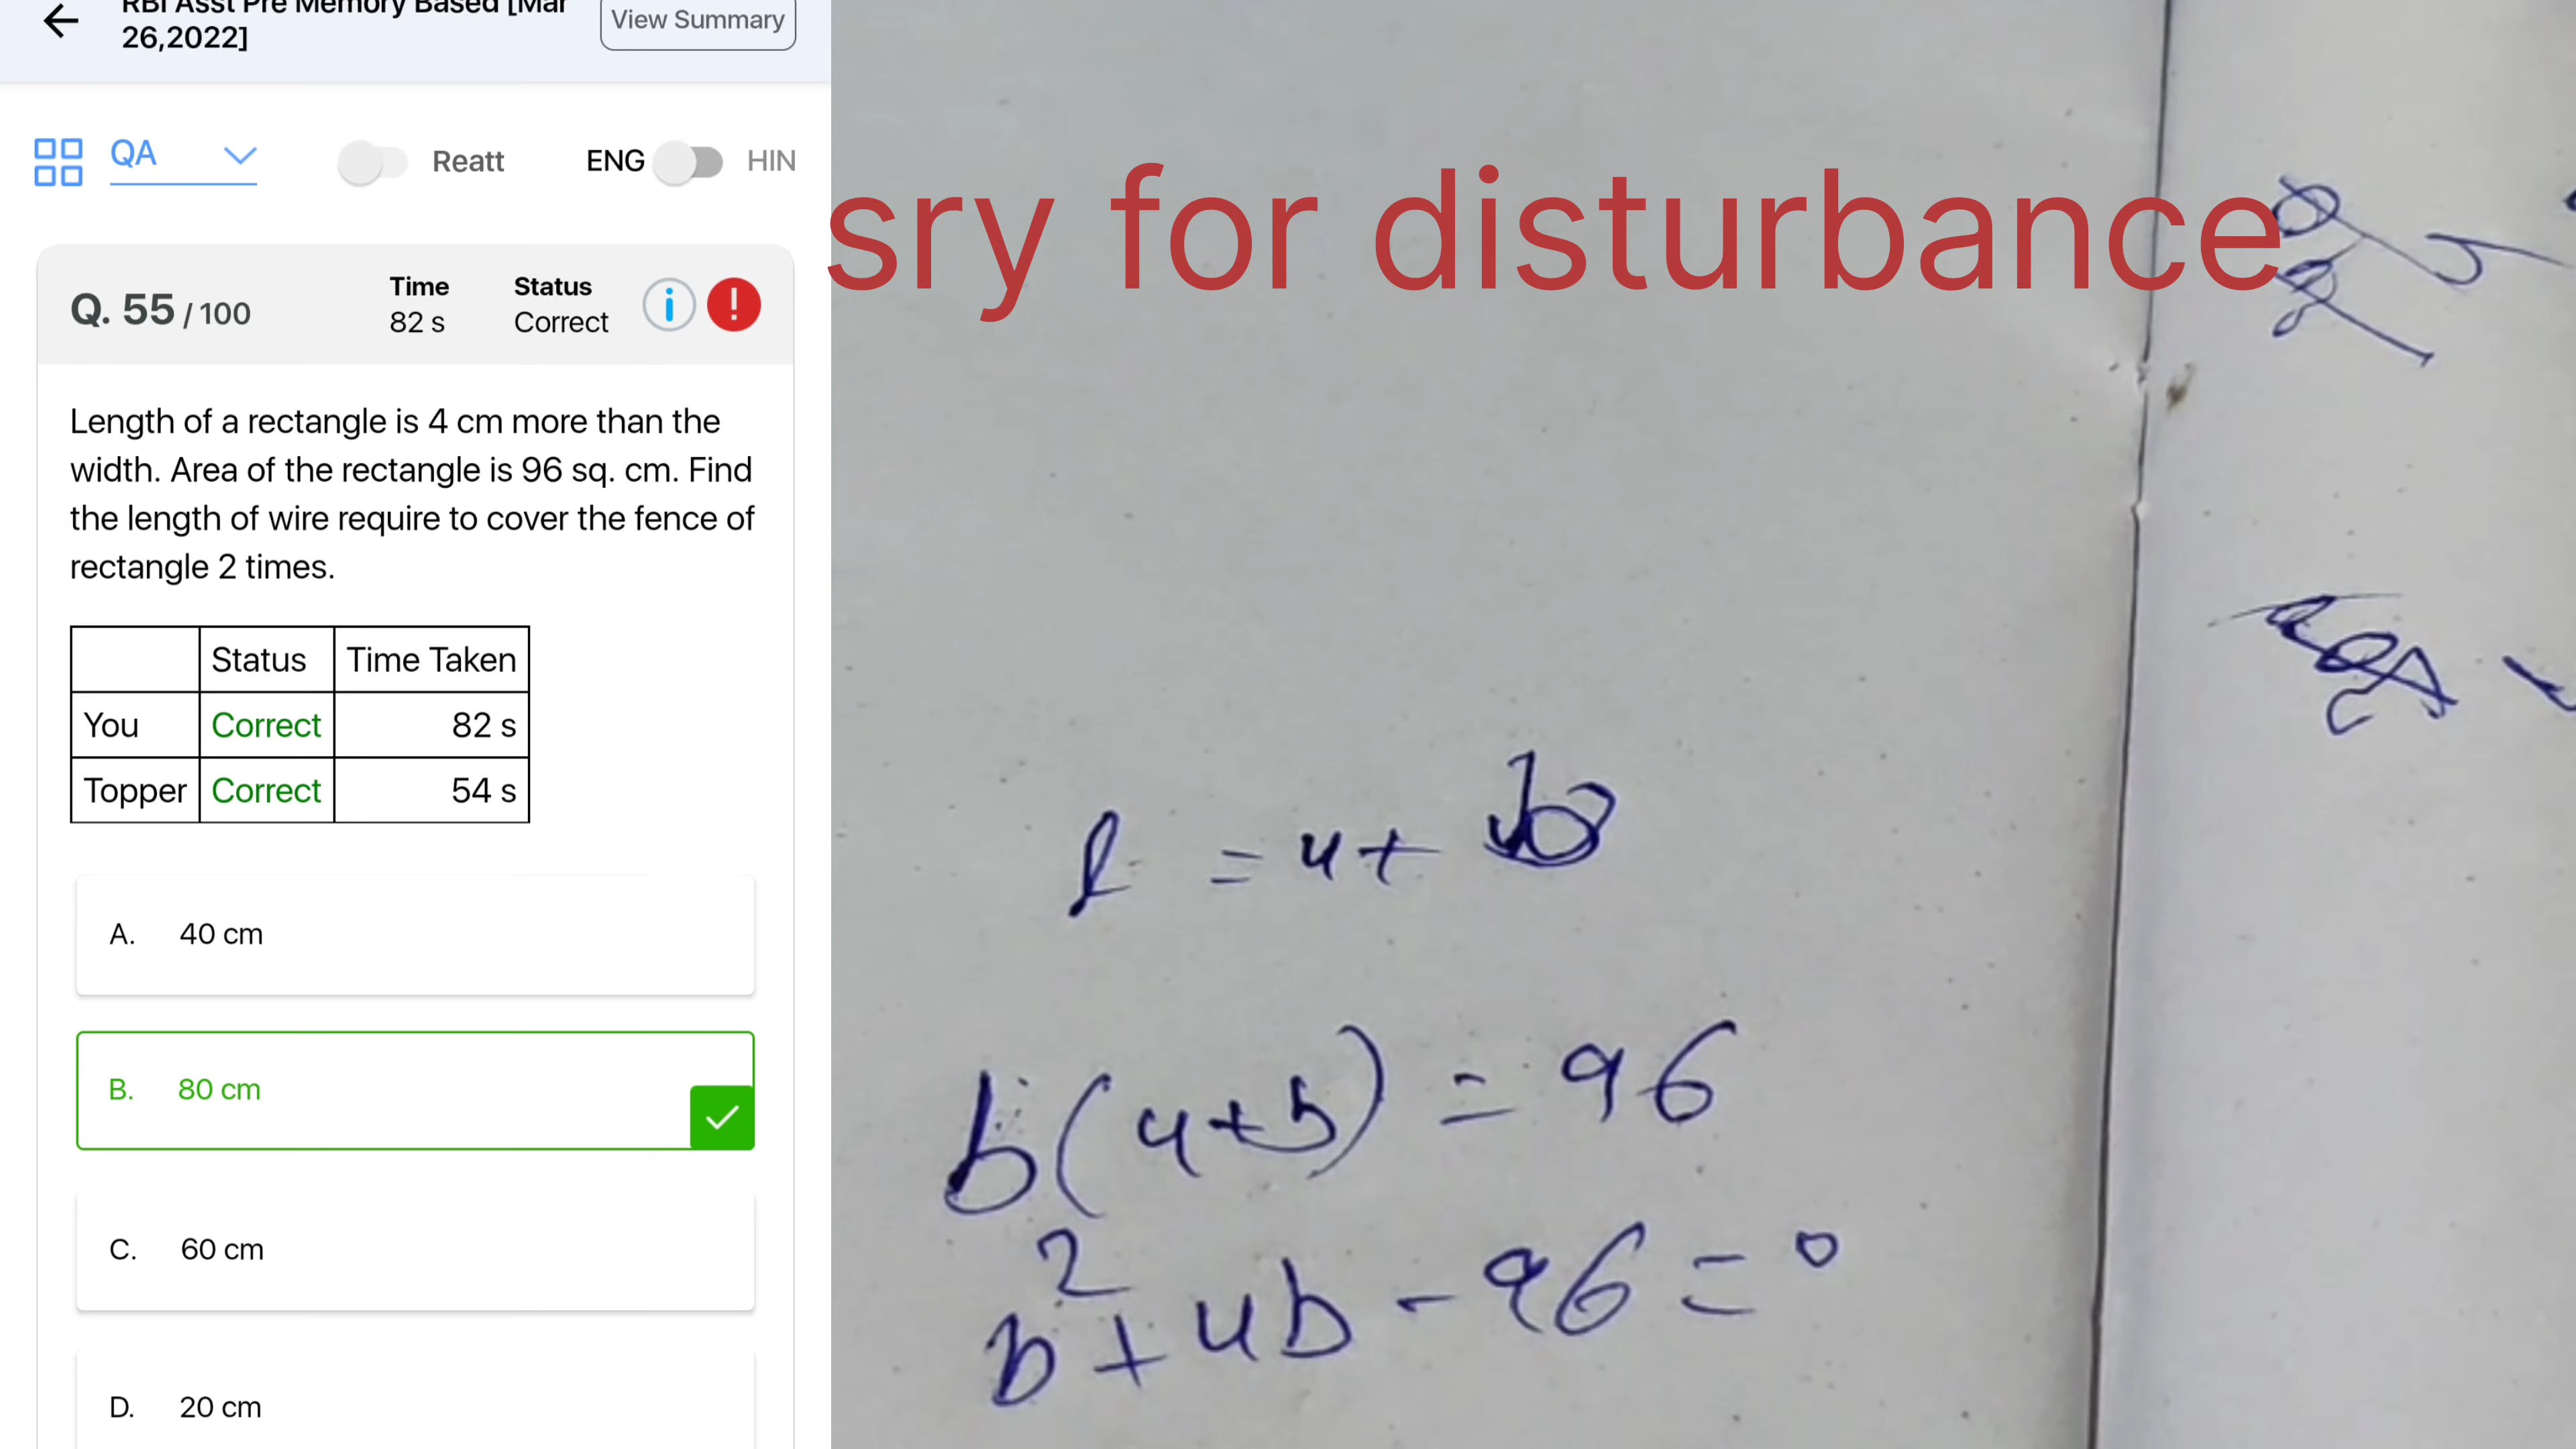 RBI Asst Pre Memory Based [Mar
26,2022]
View Summary
QA
Reatt
ENG
HIN
Q. 55 / 100
Time
82 s
Status
Correct
Length of a rectangle is 4 cm more than the
width. Area of the rectangle is 96 sq. cm. Find
the length of wire require to cover the fence of
rectangle 2 times.
Status Time Taken
You Correct 82 s
Topper Correct 54 s
A. 40 cm
B. 80 cm
C. 60 cm
D. 20 cm
sry for disturbance
l = 4 + b
b(4+b) = 96
b² + 4b - 96 = 0